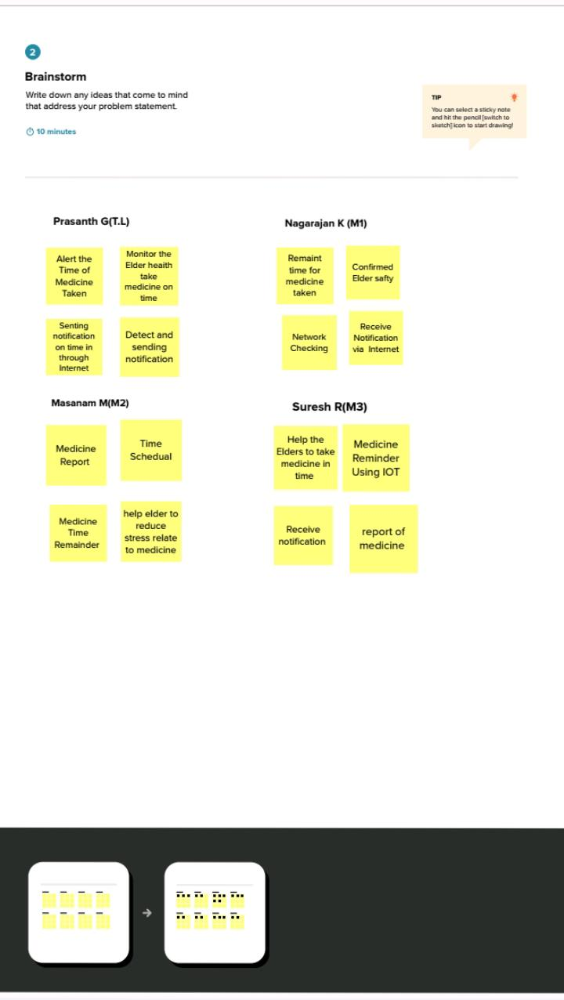 2
Brainstorm
Write down any ideas that come to mind
that address your problem statement.
10 minutes
TIP
You can select a sticky note
and hit the pencil [switch to
sketch] icon to start drawing!
Prasanth G(T.L)
Alert the
Time of
Medicine
Taken
Monitor the
Elder heaith
take
medicine on
time
Senting
notification
on time in
through
Internet
Detect and
sending
notification
Nagarajan K (M1)
Remaint
time for
medicine
taken
Confirmed
Elder safty
Network
Checking
Receive
Notification
via Internet
Masanam M(M2)
Medicine
Report
Time
Schedual
Medicine
Time
Remainder
help elder to
reduce
stress relate
to medicine
Suresh R(M3)
Help the
Elders to take
medicine in
time
Medicine
Reminder
Using IOT
Receive
notification
report of
medicine